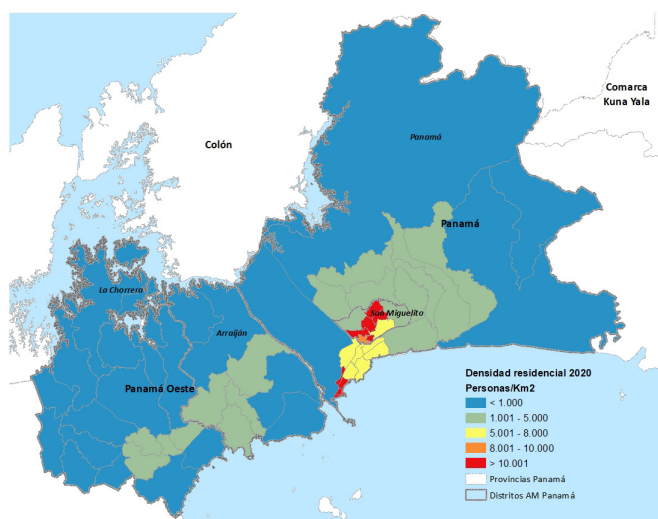 Comarca
Kuna Yala
Panamá
Colón
Panamá
La Chorrera
San Miguelito
Arraiján
Panamá Oeste
Densidad residencial 2020
Personas/Km2
< 1.000
1.001 - 5.000
5.001 - 8.000
8.001 - 10.000
> 10.001
Provincias Panamá
Distritos AM Panamá